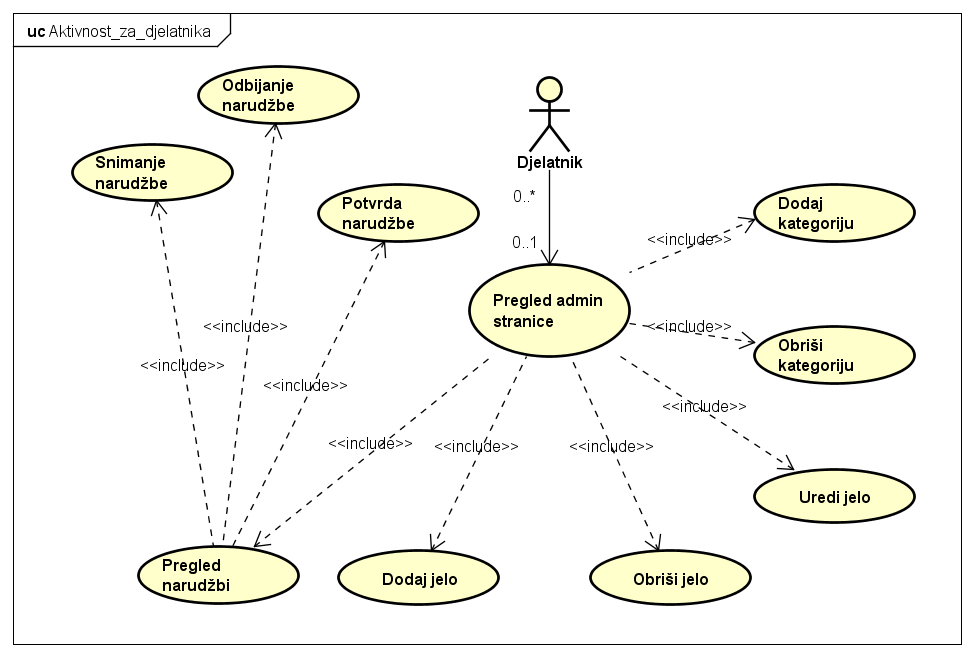 uc Aktivnost_za_djelatnika
Odbijanje
narudžbe
Snimanje
narudžbe
Potvrda
narudžbe
Djelatnik
0..*
0..1
Dodaj
kategoriju
<<include>>
Pregled admin
stranice
<<include>>
Obriši
kategoriju
<<include>>
<<include>>
<<include>>
<<include>>
<<include>>
<<include>>
<<include>>
Uredi jelo
Pregled
narudžbi
Dodaj jelo
Obriši jelo